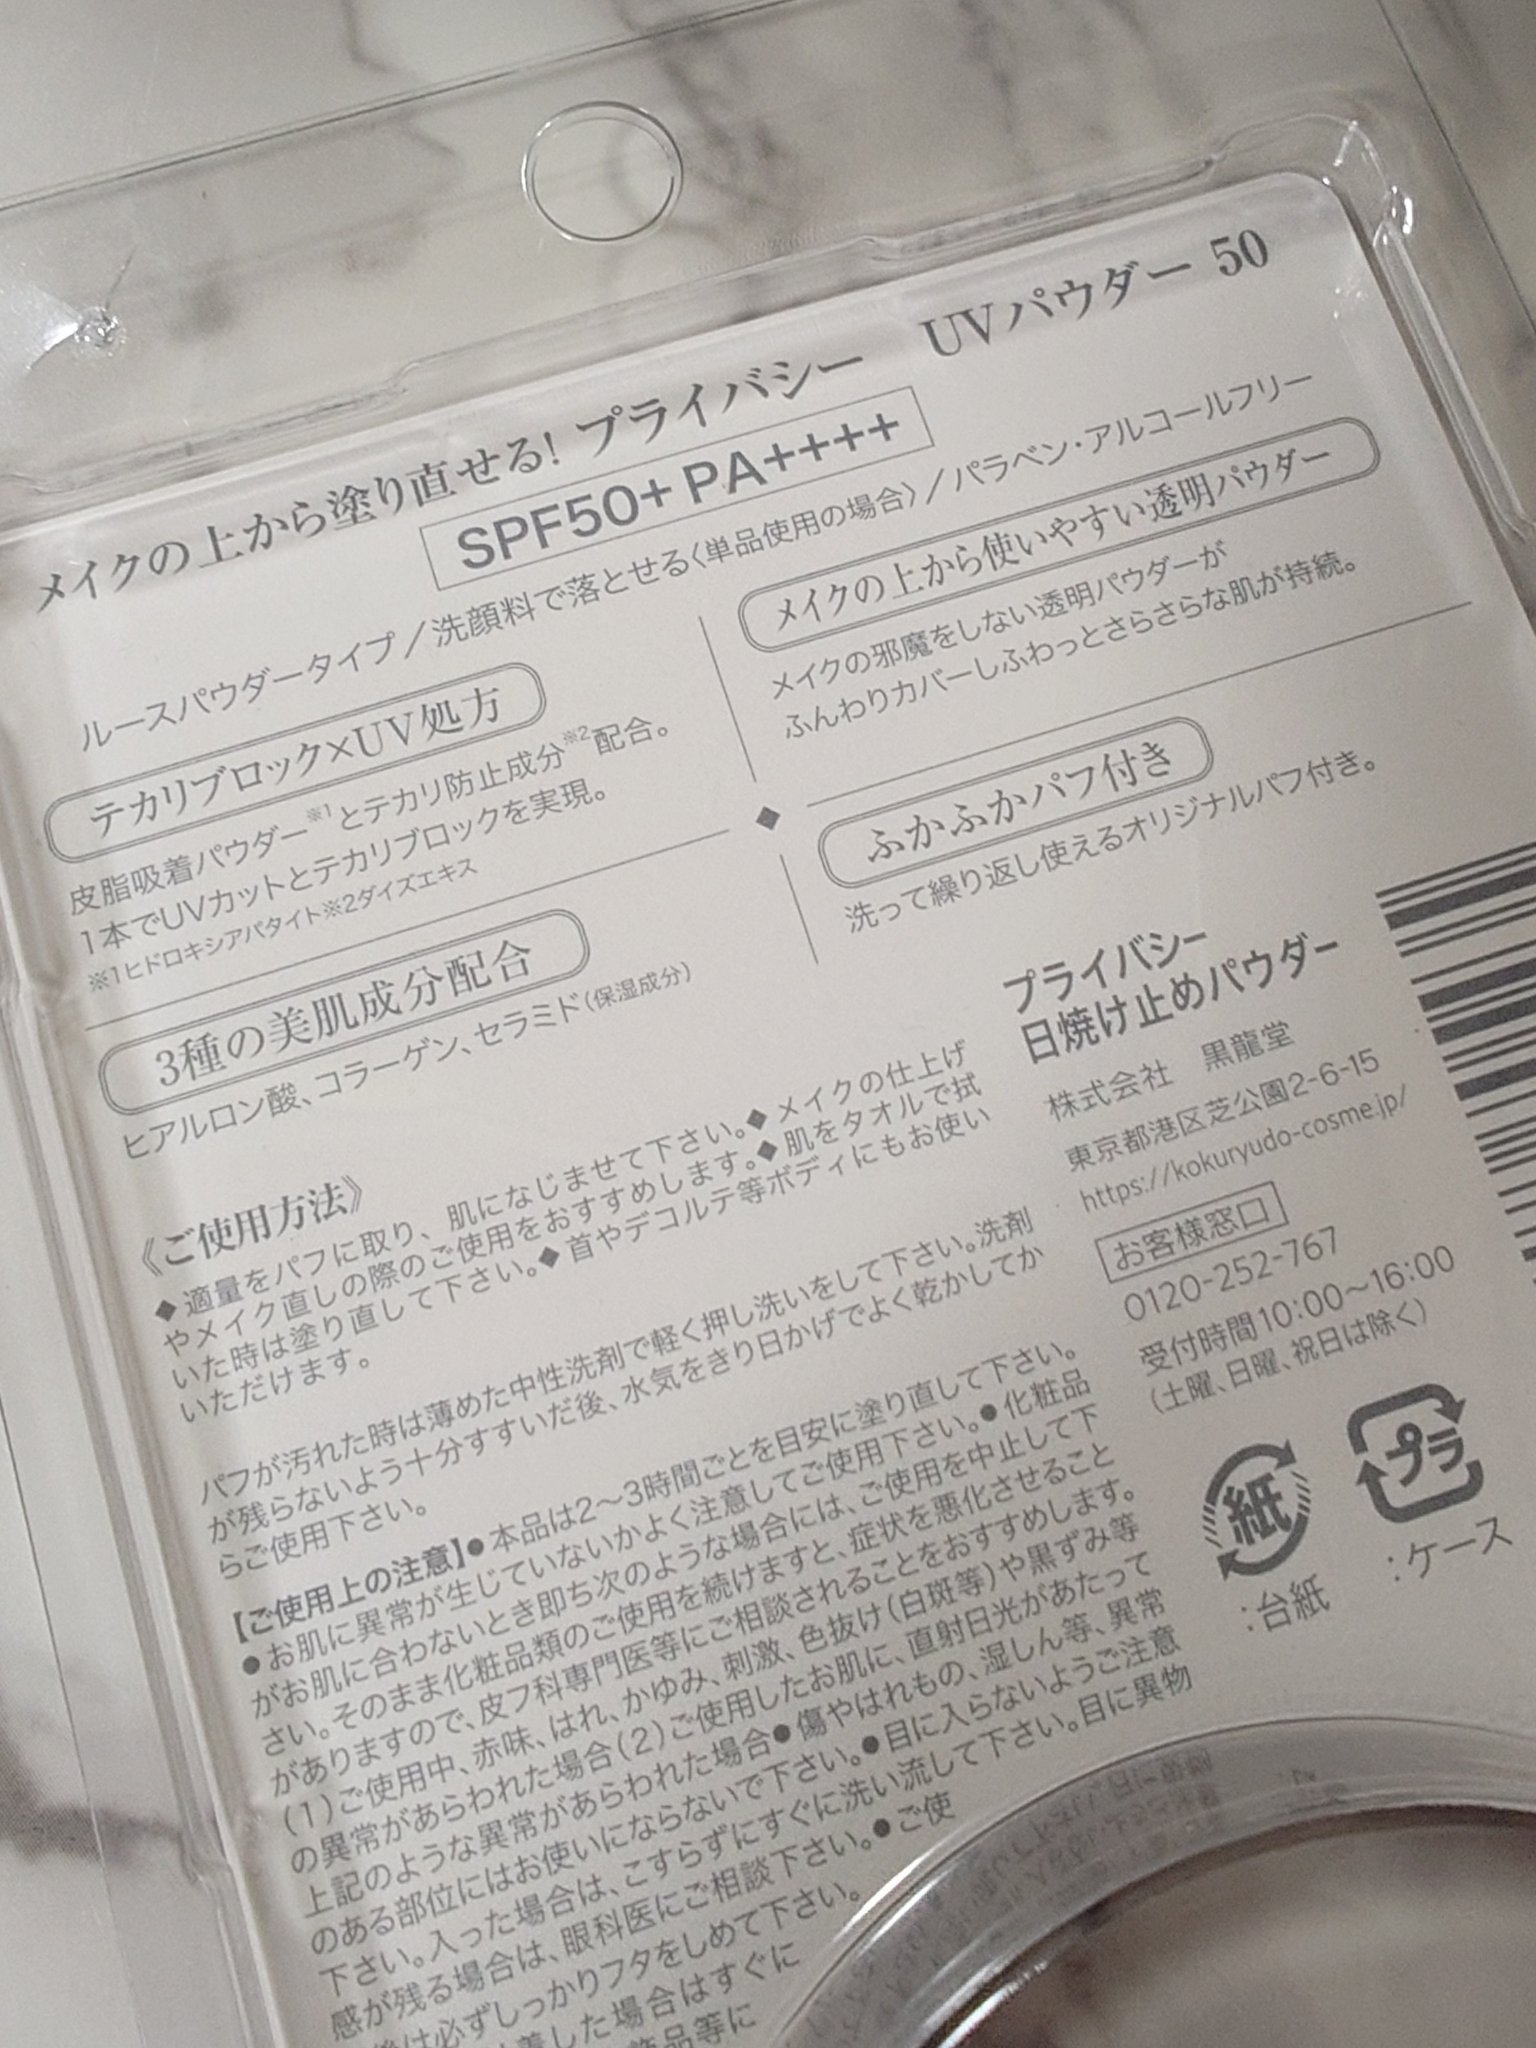 メイクの上から塗り直せる！プライバシー　UVパウダー 50
SPF50+ PA++++
ルースパウダータイプ／洗顔料で落とせる〈単品使用の場合〉／パラベン・アルコールフリー
テカリブロック×UV処方
皮脂吸着パウダー※1とテカリ防止成分※2配合。
1本でUVカットとテカリブロックを実現。
※1ヒドロキシアパタイト※2ダイズエキス
メイクの上から使いやすい透明パウダー
メイクの邪魔をしない透明パウダーが
ふんわりカバーしふわっとさらさらな肌が持続。
3種の美肌成分配合
ヒアルロン酸、コラーゲン、セラミド（保湿成分）
ふかふかパフ付き
洗って繰り返し使えるオリジナルパフ付き。
《ご使用方法》
◆適量をパフに取り、肌になじませて下さい。◆メイクの仕上げ
やメイク直しの際のご使用をおすすめします。◆肌をタオルで拭
いた時は塗り直して下さい。◆首やデコルテ等ボディにもお使い
いただけます。
パフが汚れた時は薄めた中性洗剤で軽く押し洗いをして下さい。洗剤
が残らないよう十分すすいだ後、水気をきり日かげでよく乾かしてか
らご使用下さい。
【ご使用上の注意】●本品は2～3時間ごとを目安に塗り直して下さい。
●お肌に異常が生じていないかよく注意してご使用下さい。●化粧品
がお肌に合わないとき即ち次のような場合には、ご使用を中止して下
さい。そのまま化粧品類のご使用を続けますと、症状を悪化させること
がありますので、皮フ科専門医等にご相談されることをおすすめします。
（1）ご使用中、赤味、はれ、かゆみ、刺激、色抜け（白斑等）や黒ずみ等
の異常があらわれた場合（2）ご使用したお肌に、直射日光があたって
上記のような異常があらわれた場合●傷やはれもの、湿しん等、異常
のある部位にはお使いにならないで下さい。●目に入らないようご注意
下さい。入った場合は、こすらずにすぐに洗い流して下さい。目に異物
感が残る場合は、眼科医にご相談下さい。●ご使
後は必ずしっかりフタをしめて下さい。
着した場合はすぐに
品等に
プライバシー
日焼け止めパウダー
株式会社　黒龍堂
東京都港区芝公園2-6-15
https://kokuryudo-cosme.jp/
お客様窓口
0120-252-767
受付時間10：00～16：00
（土曜、日曜、祝日は除く）
紙
：台紙
プラ
：ケース